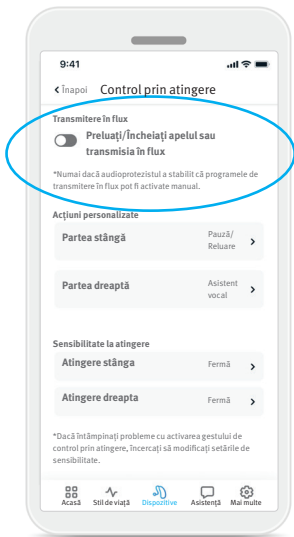 9:41
Înapoi Control prin atingere
Transmitere în flux
Preluați/Încheiați apelul sau
transmisia în flux
*Numai dacă audioprotezistul a stabilit că programele de
transmitere în flux pot fi activate manual.
Acțiuni personalizate
Partea stângă Pauză/
Reluare
Partea dreaptă Asistent
vocal
Sensibilitate la atingere
Atingere stânga Fermă
Atingere dreapta Fermă
*Dacă întâmpinați probleme cu activarea gestului de
control prin atingere, încercați să modificați setările de
sensibilitate.
Acasă Stil de viață Dispozitive Asistență Mai multe